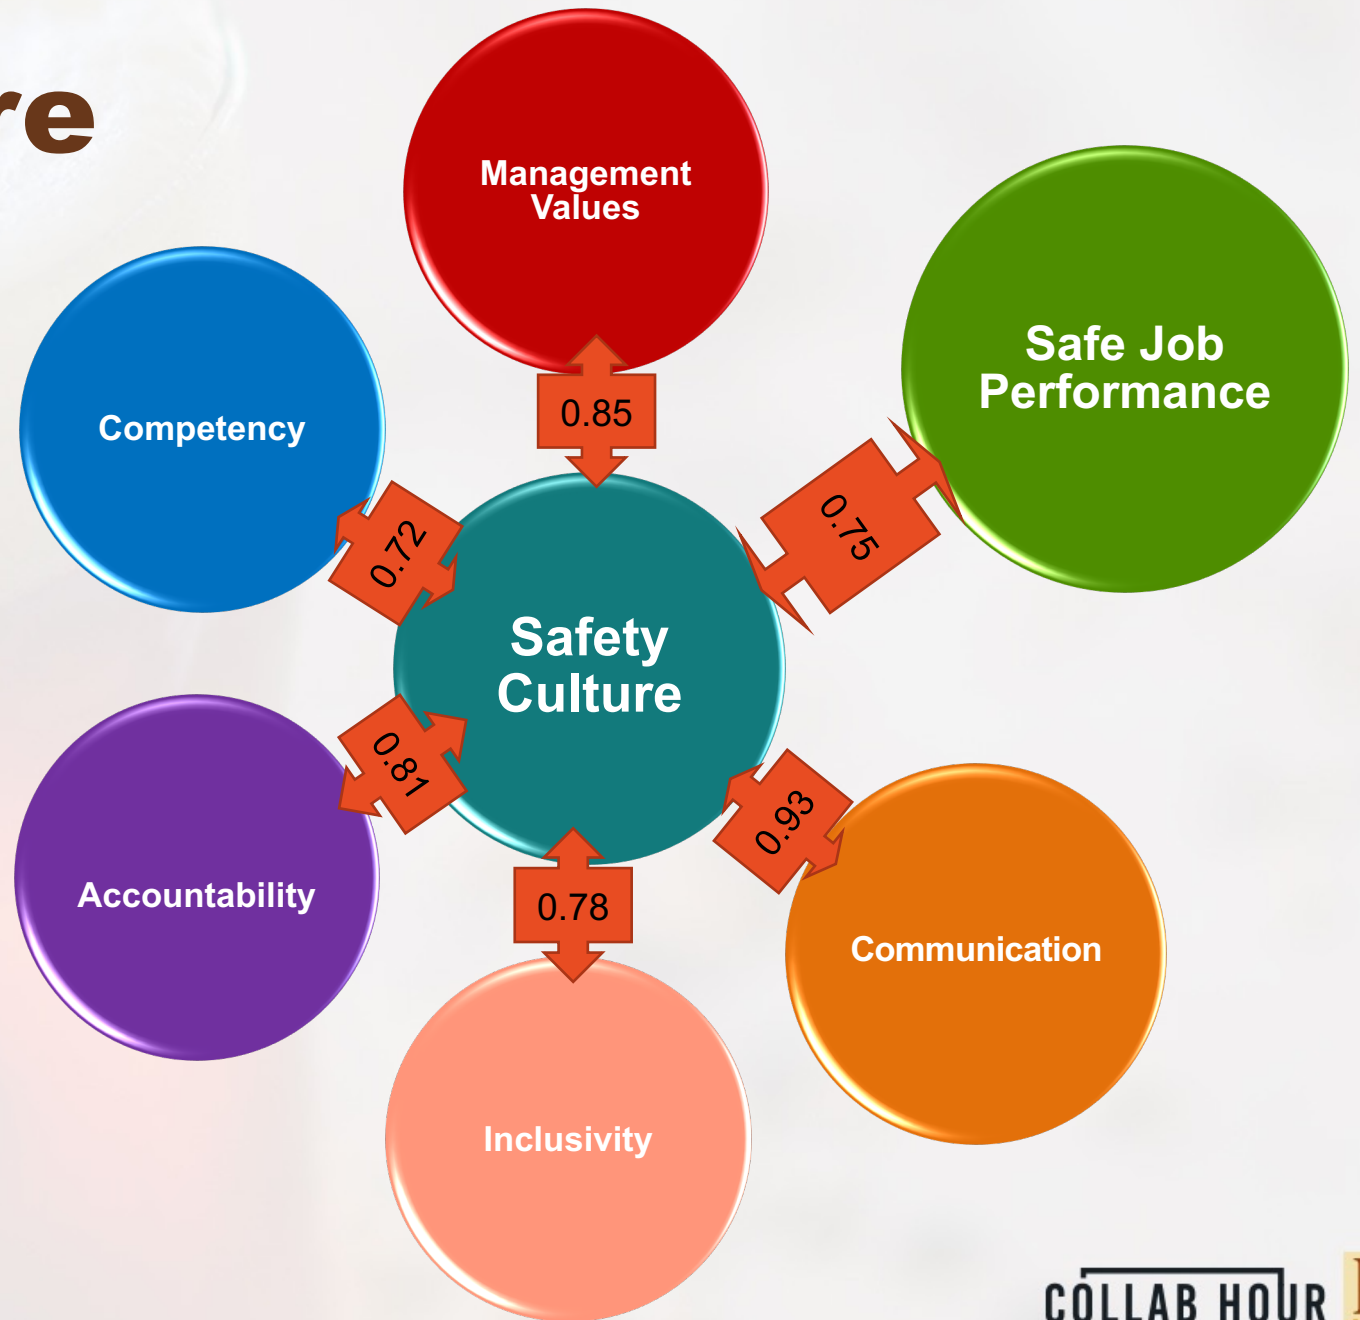 re
Management
Values
Safe Job
Performance
Competency
0.85
0.75
0.72
Safety
Culture
0.81
0.93
0.78
Accountability
Communication
Inclusivity
COLLAB HOUR